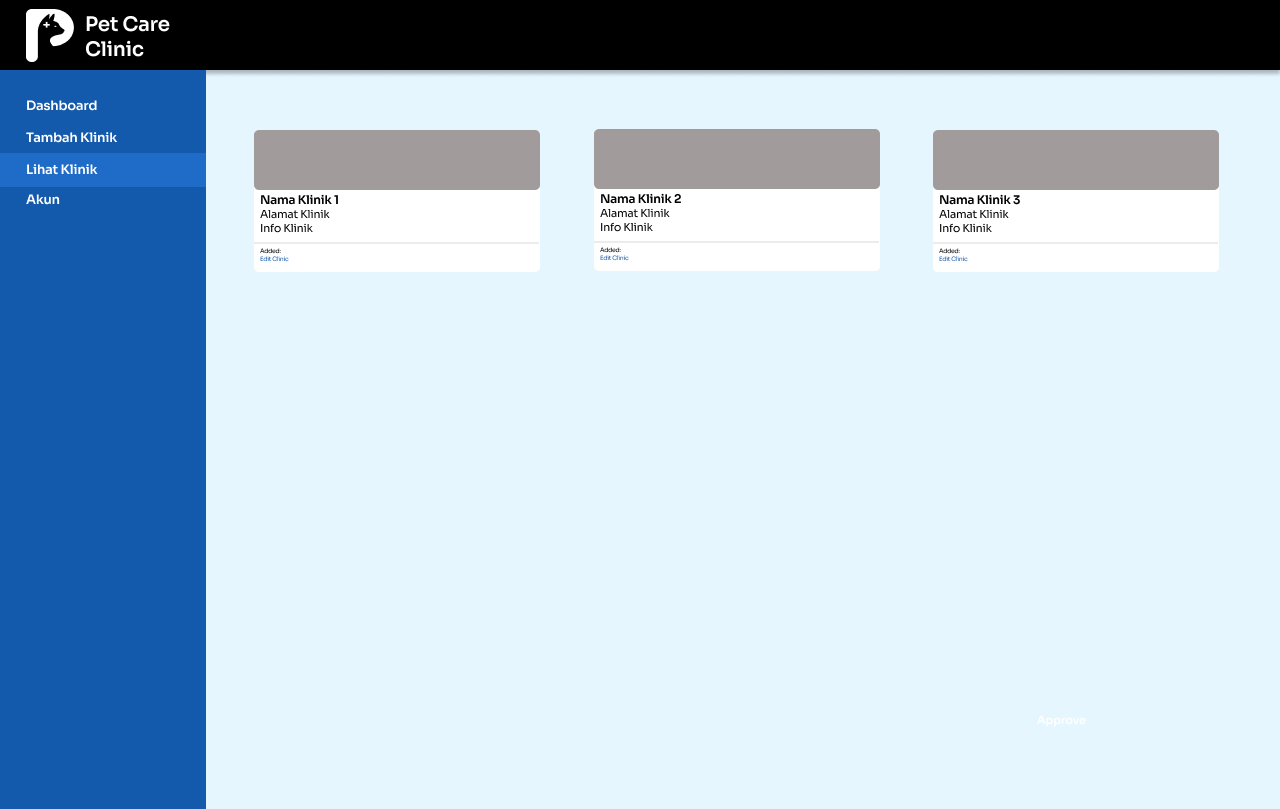 Pet Care
Clinic
Dashboard
Tambah Klinik
Lihat Klinik
Akun
Nama Klinik 1
Alamat Klinik
Info Klinik
Added:
Edit Clinic
Nama Klinik 2
Alamat Klinik
Info Klinik
Added:
Edit Clinic
Nama Klinik 3
Alamat Klinik
Info Klinik
Added:
Edit Clinic
Approve